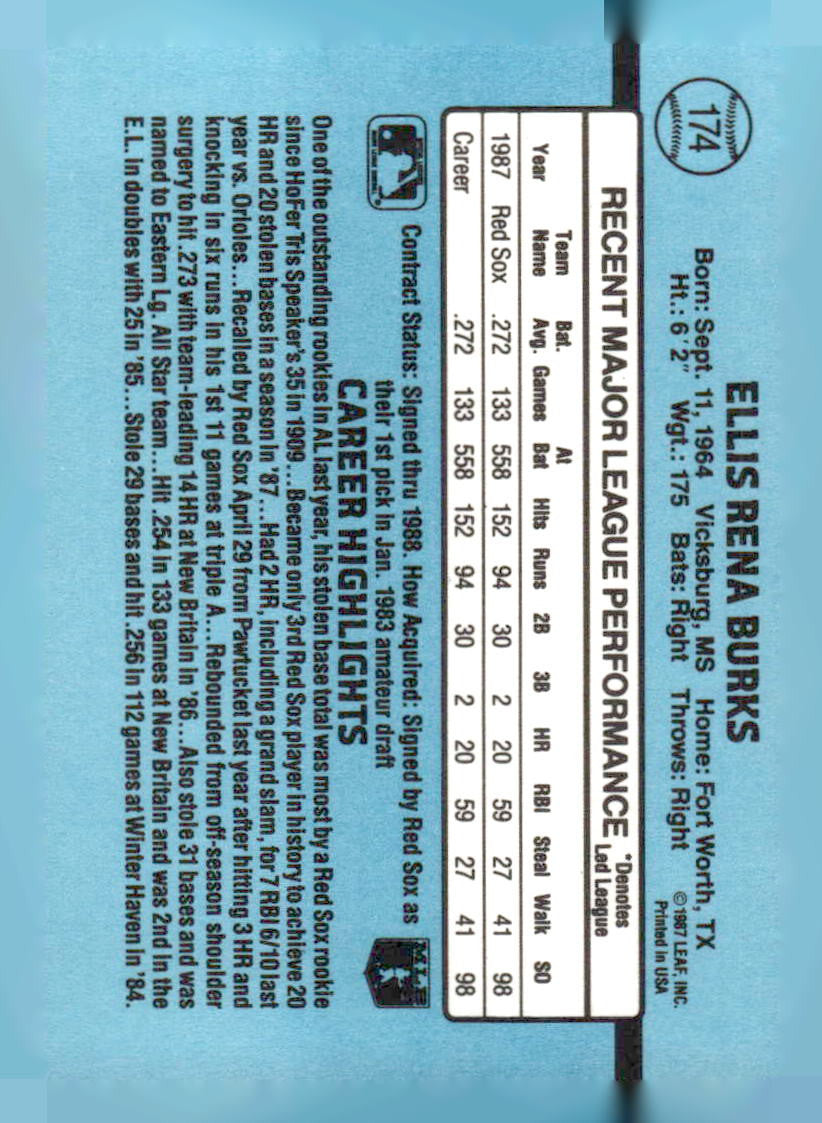 174
ELLIS RENA BURKS
Born: Sept. 11, 1964 Vicksburg, MS Home: Fort Worth, TX
Ht.: 6'2" Wgt.: 175 Bats: Right Throws: Right
©1987 LEAF, INC.
Printed in USA
RECENT MAJOR LEAGUE PERFORMANCE *Denotes Led League
Year Team Name Bat. Avg. Games At Bat Hits Runs 2B 3B HR RBI Steal Walk SO
1987 Red Sox .272 133 558 152 94 30 2 20 59 27 41 98
Career .272 133 558 152 94 30 2 20 59 27 41 98
Contract Status: Signed thru 1988. How Acquired: Signed by Red Sox as
their 1st pick in Jan. 1983 amateur draft
MLB
CAREER HIGHLIGHTS
One of the outstanding rookies in AL last year, his stolen base total was most by a Red Sox rookie
since HoFer Tris Speaker's 35 in 1909...Became only 3rd Red Sox player in history to achieve 20
HR and 20 stolen bases in a season in '87...Had 2 HR, including a grand slam, for 7 RBI 6/10 last
year vs. Orioles...Recalled by Red Sox April 29 from Pawtucket last year after hitting 3 HR and
knocking in six runs in his 1st 11 games at triple A...Rebounded from off-season shoulder
surgery to hit .273 with team-leading 14 HR at New Britain in '86...Also stole 31 bases and was
named to Eastern Lg. All Star team...Hit .254 in 133 games at New Britain and was 2nd in the
E.L. in doubles with 25 in '85...Stole 29 bases and hit .256 in 112 games at Winter Haven in '84.